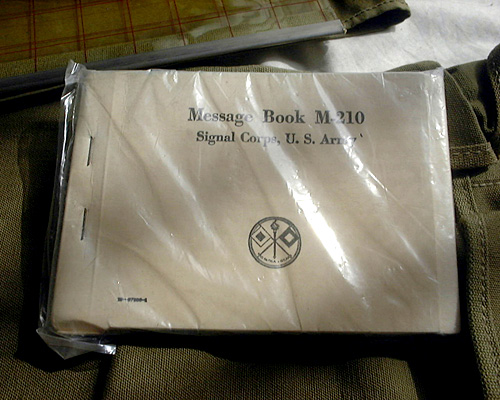 Message Book M-210
Signal Corps, U. S. Army